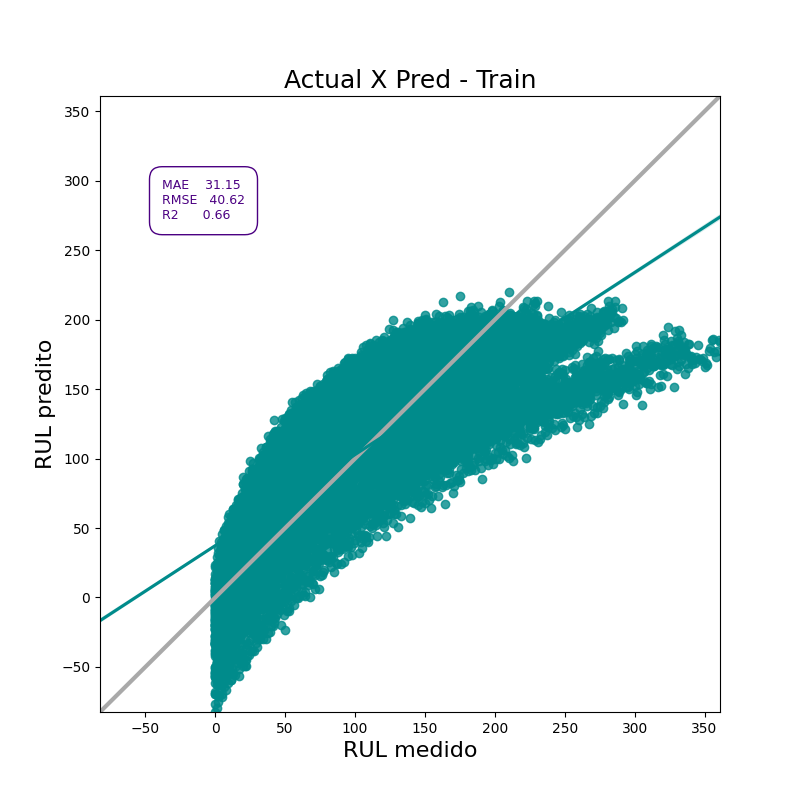 Actual X Pred - Train
350
300
250
200
150
100
50
0
−50
RUL predito
MAE 31.15
RMSE 40.62
R2 0.66
−50 0 50 100 150 200 250 300 350
RUL medido